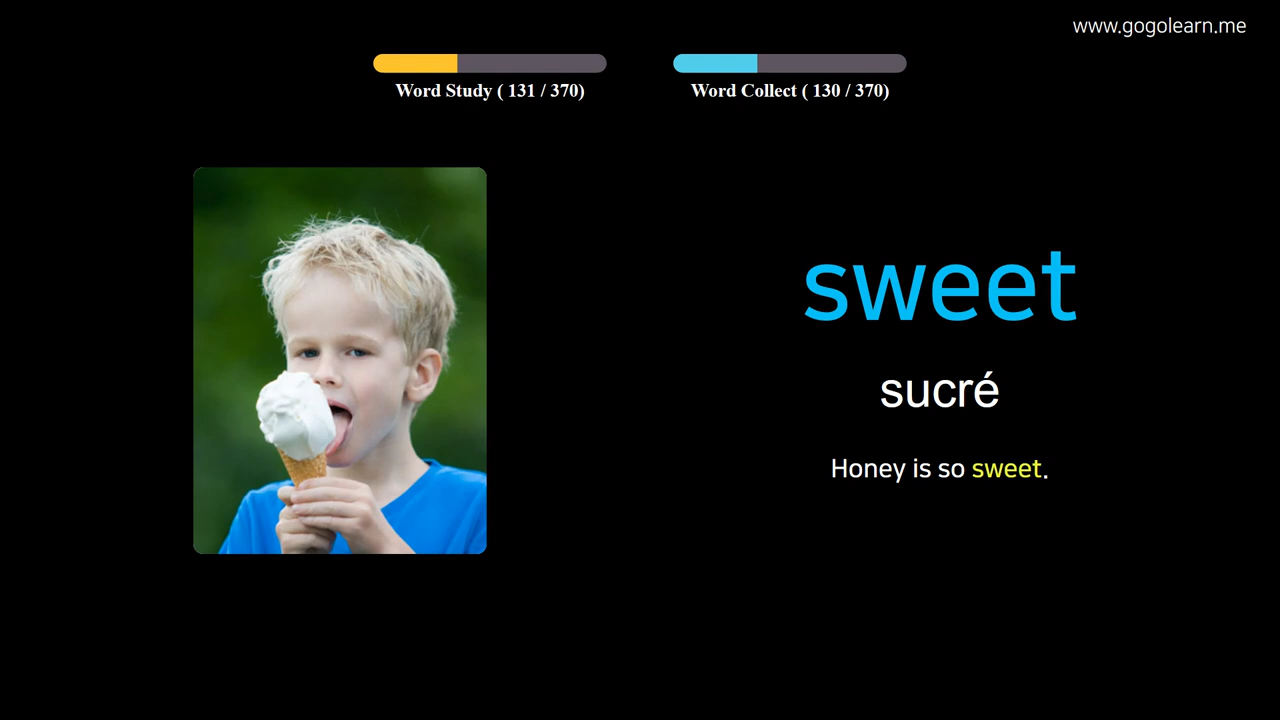 www.gogolearn.me
Word Study ( 131 / 370)
Word Collect ( 130 / 370)
sweet
sucré
Honey is so sweet.